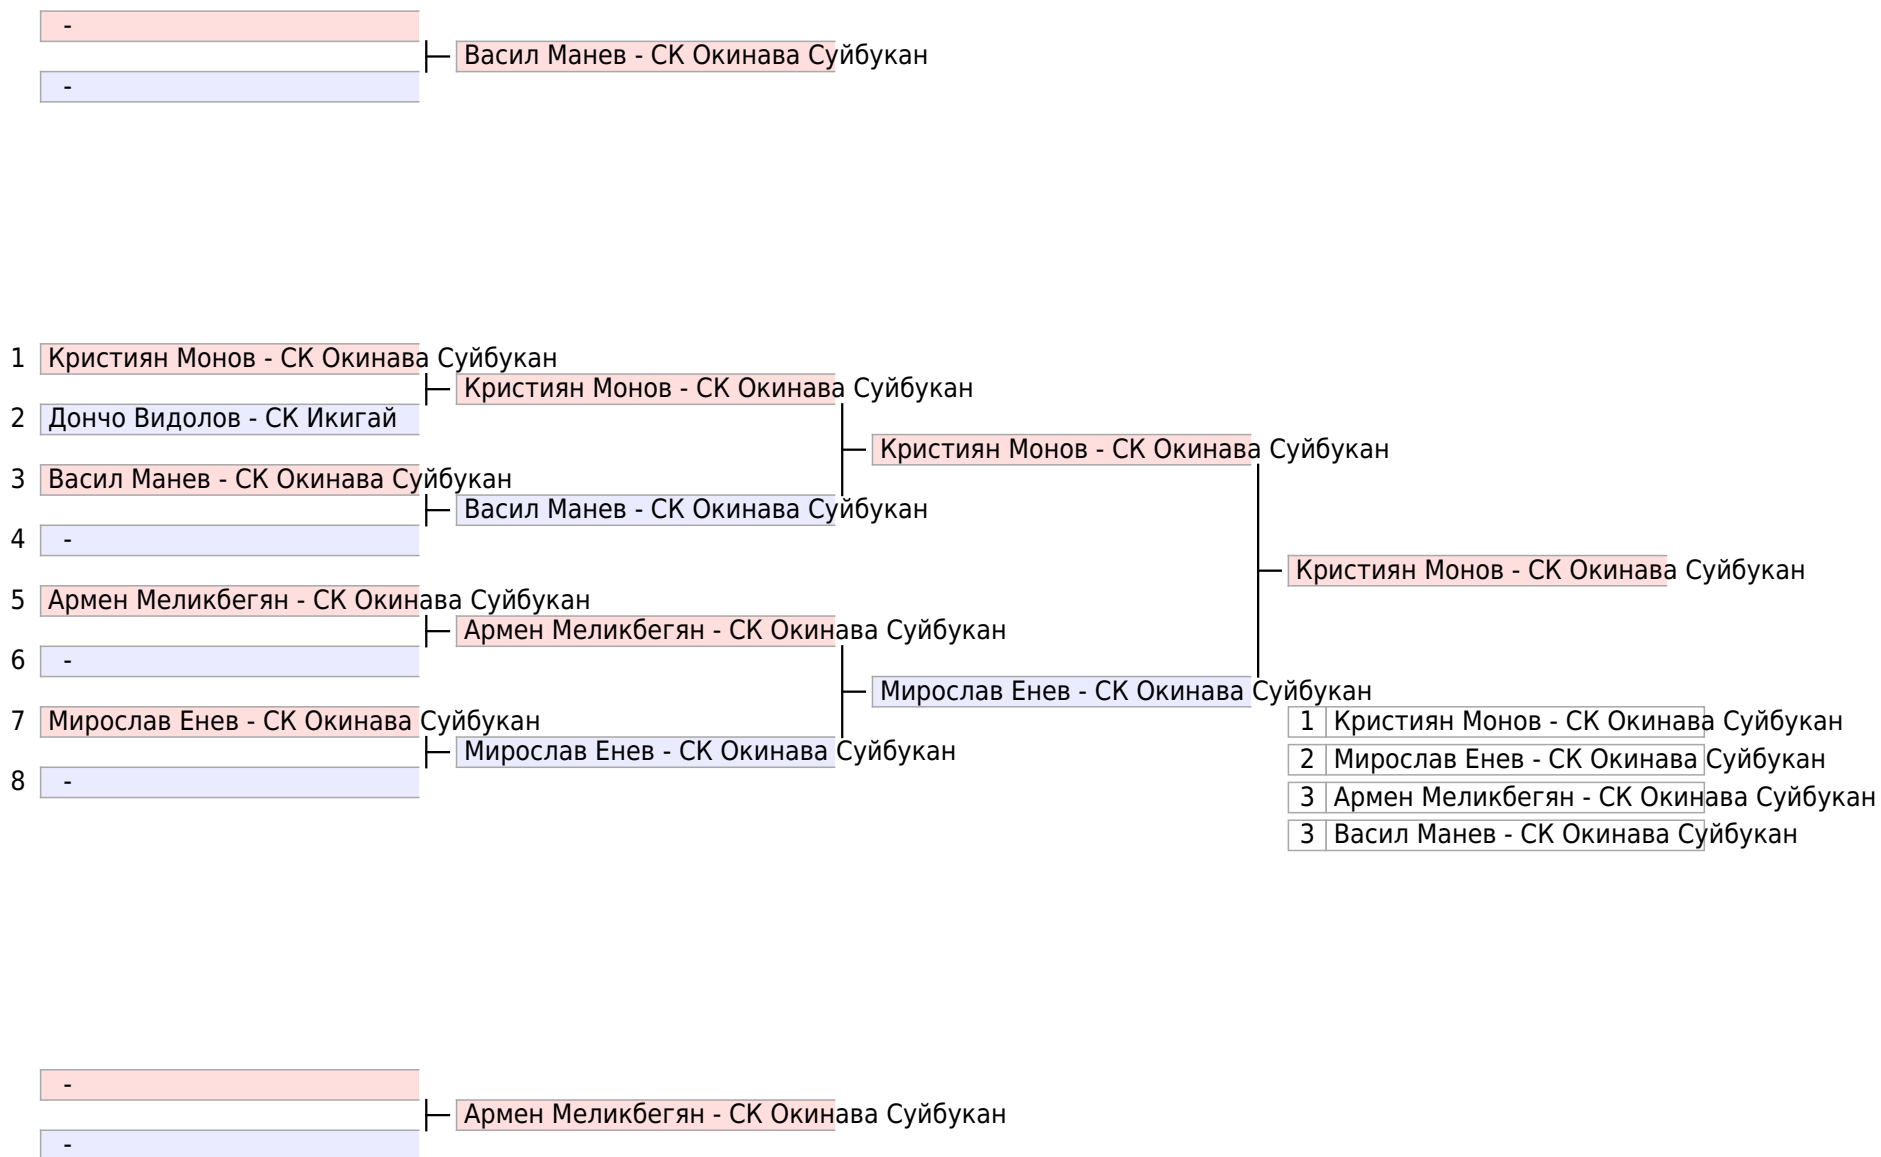 -
Васил Манев - СК Окинава Суйбукан
-
1 Кристиян Монов - СК Окинава Суйбукан
Кристиян Монов - СК Окинава Суйбукан
2 Дончо Видолов - СК Икигай
Кристиян Монов - СК Окинава Суйбукан
3 Васил Манев - СК Окинава Суйбукан
Васил Манев - СК Окинава Суйбукан
4 -
Кристиян Монов - СК Окинава Суйбукан
5 Армен Меликбегян - СК Окинава Суйбукан
Армен Меликбегян - СК Окинава Суйбукан
6 -
Мирослав Енев - СК Окинава Суйбукан
7 Мирослав Енев - СК Окинава Суйбукан
Мирослав Енев - СК Окинава Суйбукан
8 -
1 Кристиян Монов - СК Окинава Суйбукан
2 Мирослав Енев - СК Окинава Суйбукан
3 Армен Меликбегян - СК Окинава Суйбукан
3 Васил Манев - СК Окинава Суйбукан
-
Армен Меликбегян - СК Окинава Суйбукан
-